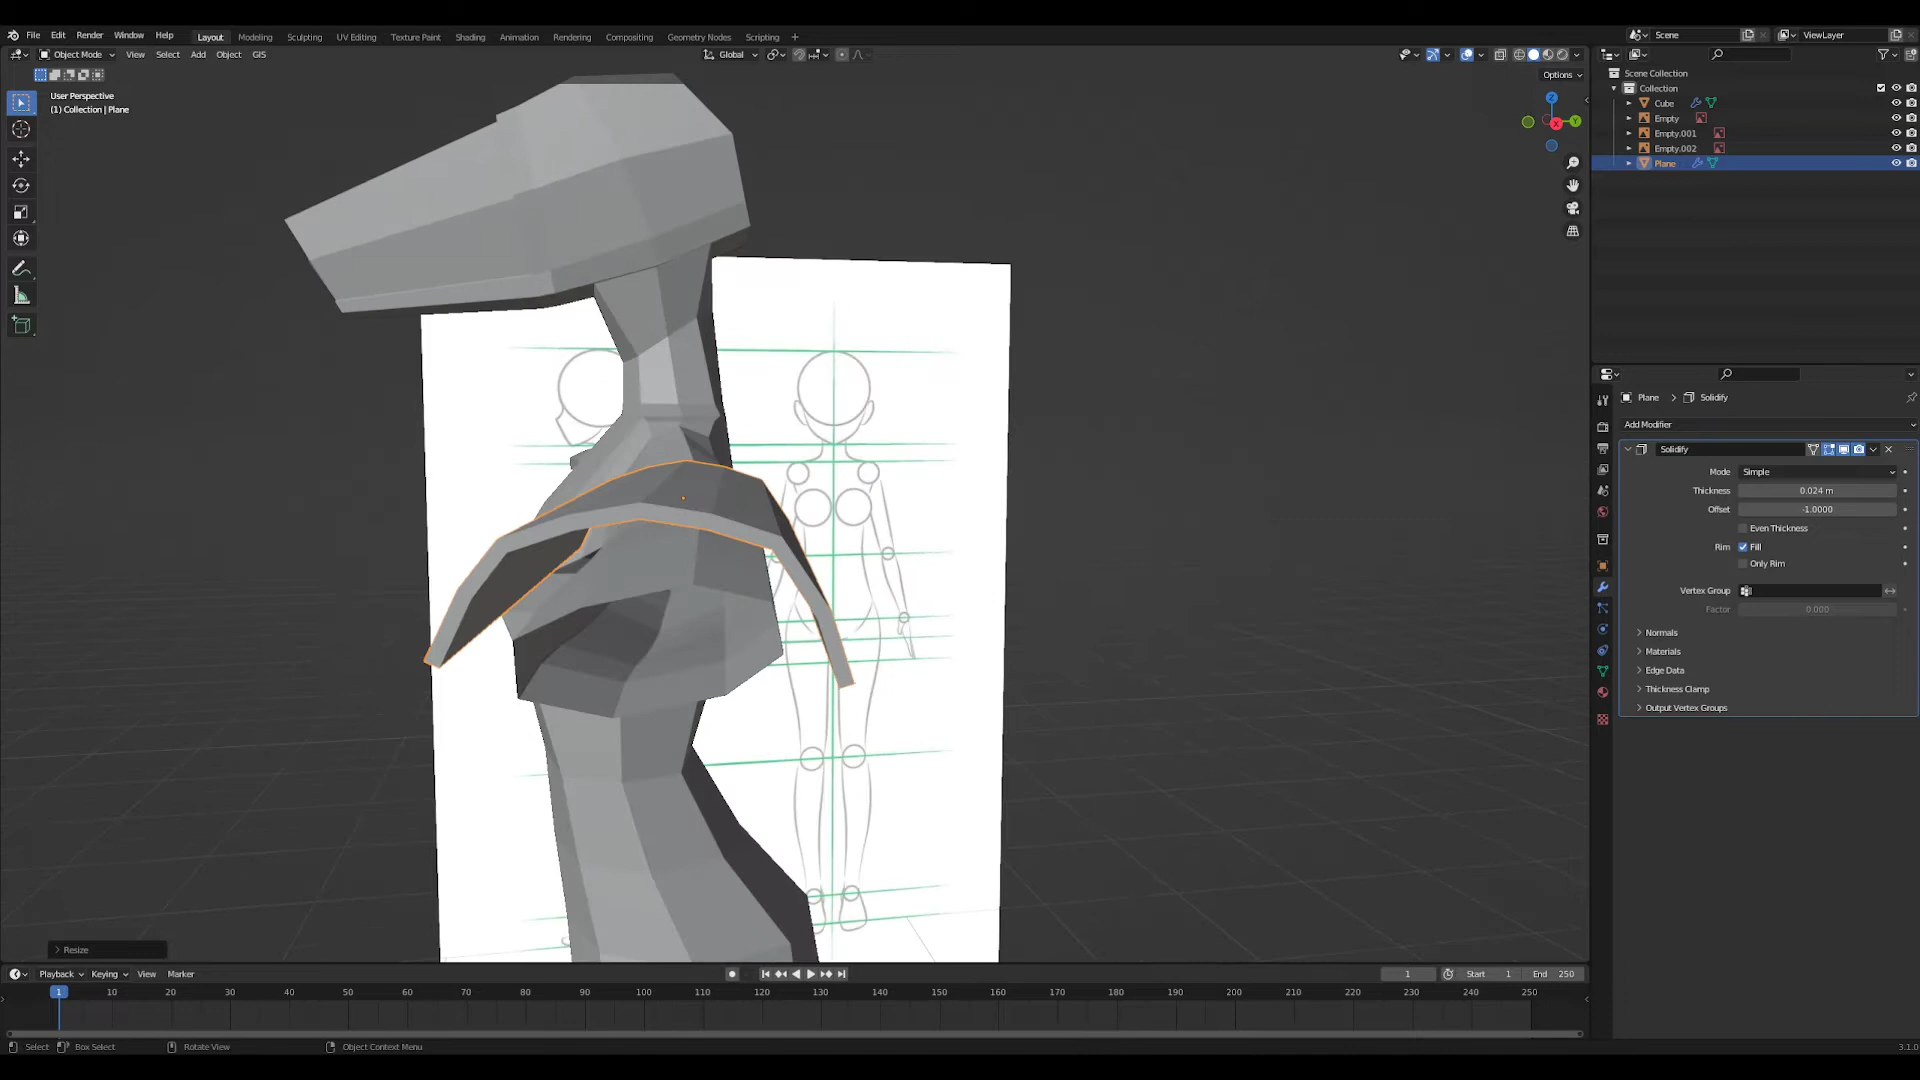 File Edit Render Window Help Layout Modeling Sculpting UV Editing Texture Paint Shading Animation Rendering Compositing Geometry Nodes Scripting + Scene ViewLayer
Object Mode View Select Add Object GIS Global
Options
User Perspective
(1) Collection | Plane
Z
Y
X
Scene Collection
Collection
Cube
Empty
Empty.001
Empty.002
Plane
Plane > Solidify
Add Modifier
Solidify
Mode Simple
Thickness 0.024 m
Offset -1.0000
Even Thickness
Rim Fill
Only Rim
Vertex Group
Factor 0.000
Normals
Materials
Edge Data
Thickness Clamp
Output Vertex Groups
Resize
Playback Keying View Marker 1 Start 1 End 250
1 10 20 30 40 50 60 70 80 90 100 110 120 130 140 150 160 170 180 190 200 210 220 230 240 250
Select Box Select Rotate View Object Context Menu 3.1.0